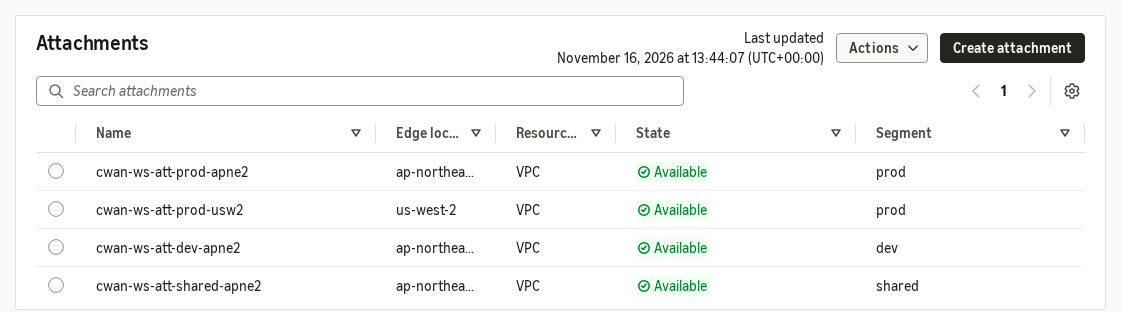 Attachments
Last updated
November 16, 2026 at 13:44:07 (UTC+00:00)
Actions
Create attachment
Search attachments
1
Name Edge loc... Resourc... State Segment
cwan-ws-att-prod-apne2 ap-northea... VPC Available prod
cwan-ws-att-prod-usw2 us-west-2 VPC Available prod
cwan-ws-att-dev-apne2 ap-northea... VPC Available dev
cwan-ws-att-shared-apne2 ap-northea... VPC Available shared